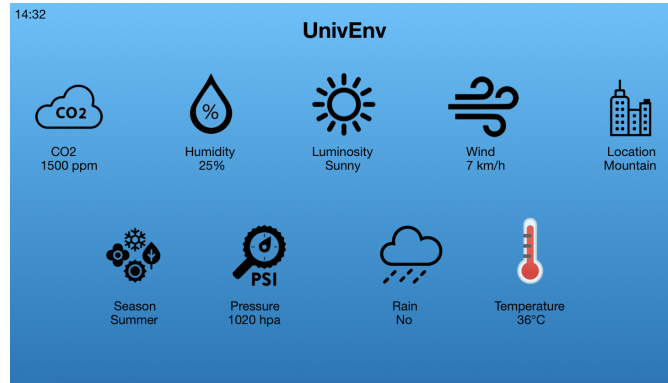 14:32
UnivEnv
CO2
%
CO2
1500 ppm
Humidity
25%
Luminosity
Sunny
Wind
7 km/h
Location
Mountain
PSI
Season
Summer
Pressure
1020 hpa
Rain
No
Temperature
36°C